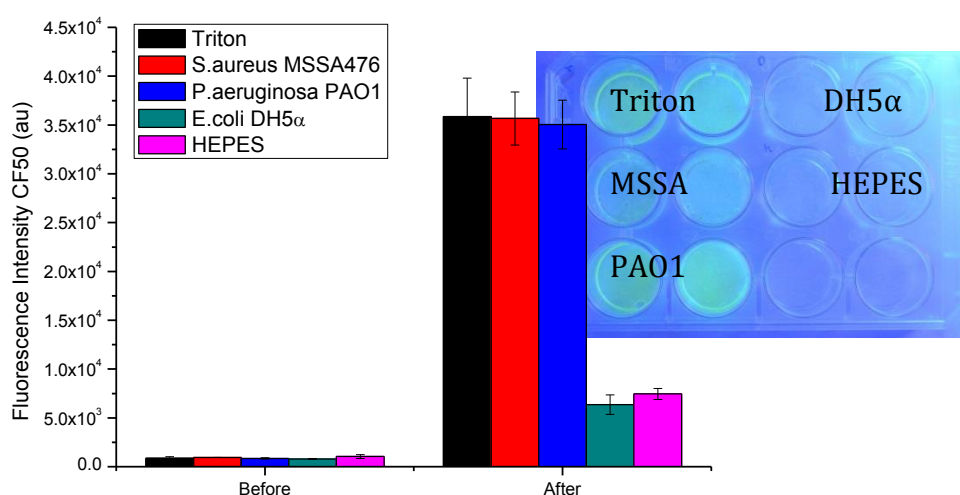 4.5x10⁴
4.0x10⁴
3.5x10⁴
3.0x10⁴
2.5x10⁴
2.0x10⁴
1.5x10⁴
1.0x10⁴
5.0x10³
0.0
Fluorescence Intensity CF50 (au)
Triton
S.aureus MSSA476
P.aeruginosa PAO1
E.coli DH5α
HEPES
Triton DH5α
MSSA HEPES
PAO1
Before After